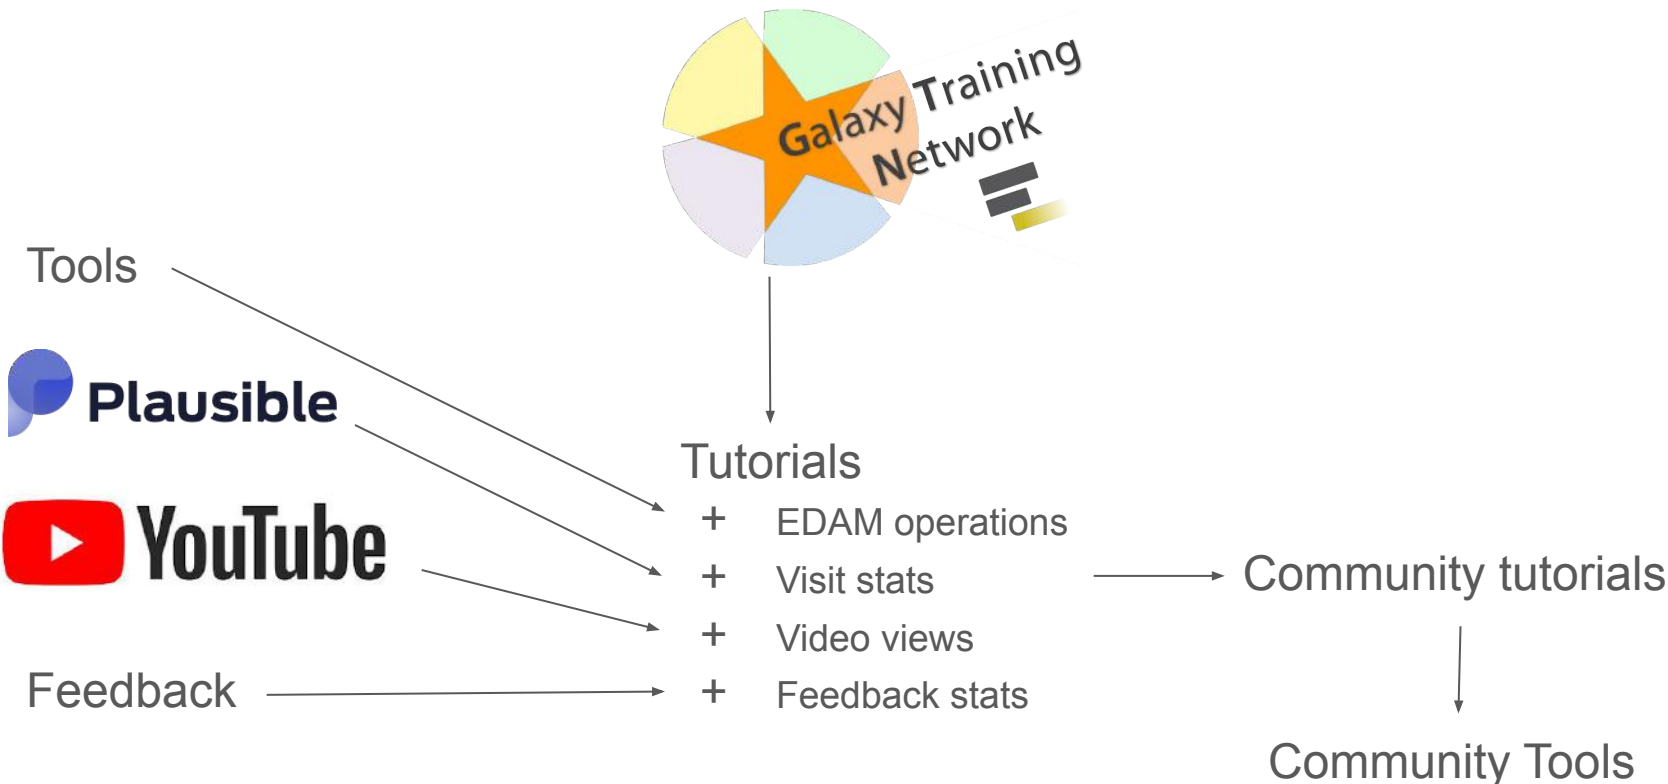 Galaxy Training
Network
Tools
Plausible
YouTube
Feedback
Tutorials
+ EDAM operations
+ Visit stats
+ Video views
+ Feedback stats
Community tutorials
Community Tools